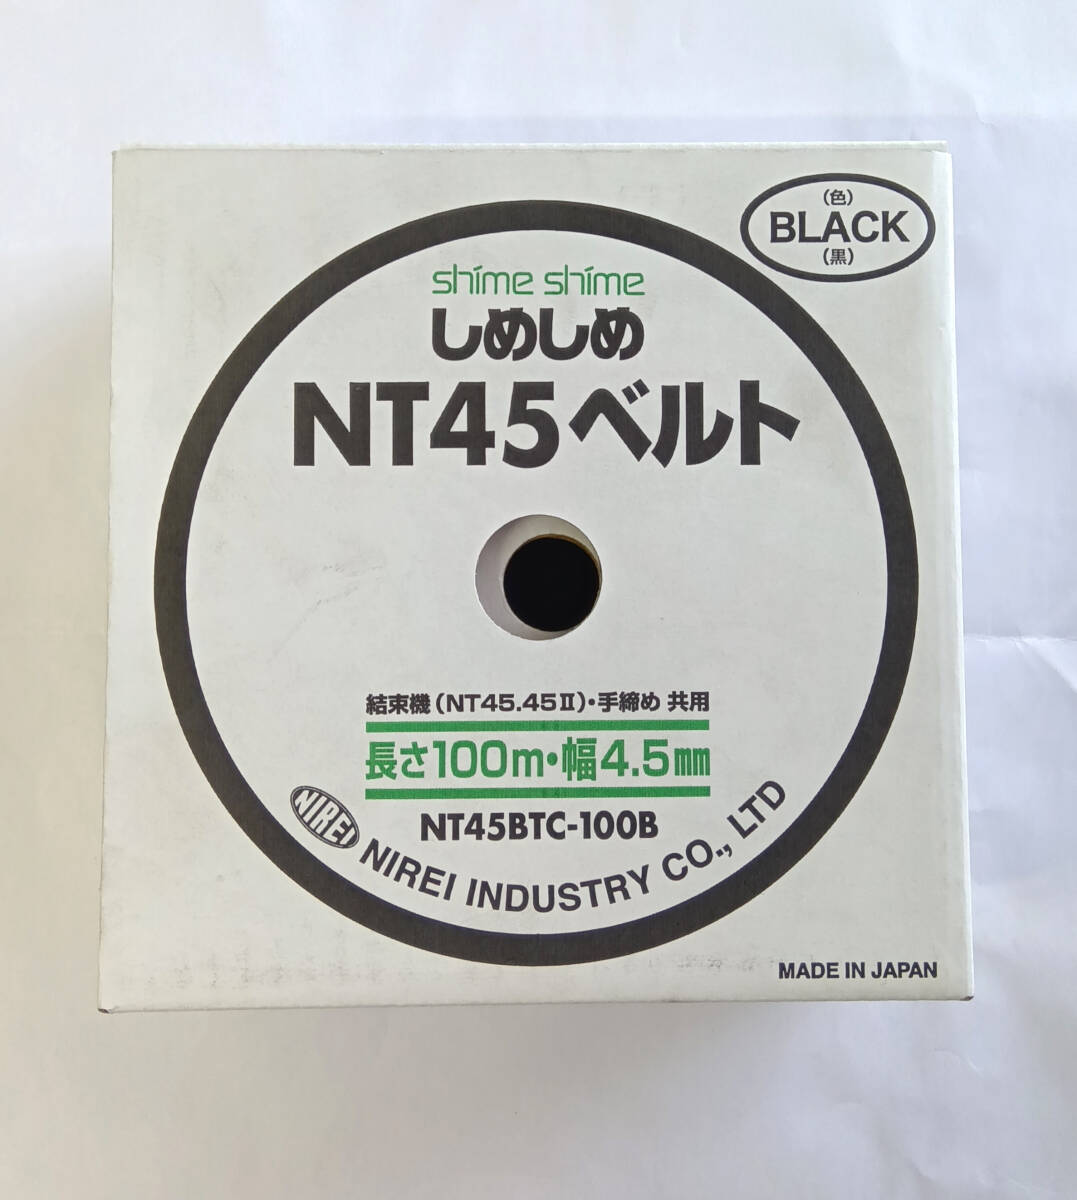 (色)
BLACK
(黒)
shime shime
しめしめ
NT45ベルト
結束機(NT45.45Ⅱ)・手締め 共用
長さ100m・幅4.5mm
NT45BTC-100B
NIREI
NIREI INDUSTRY CO., LTD
MADE IN JAPAN